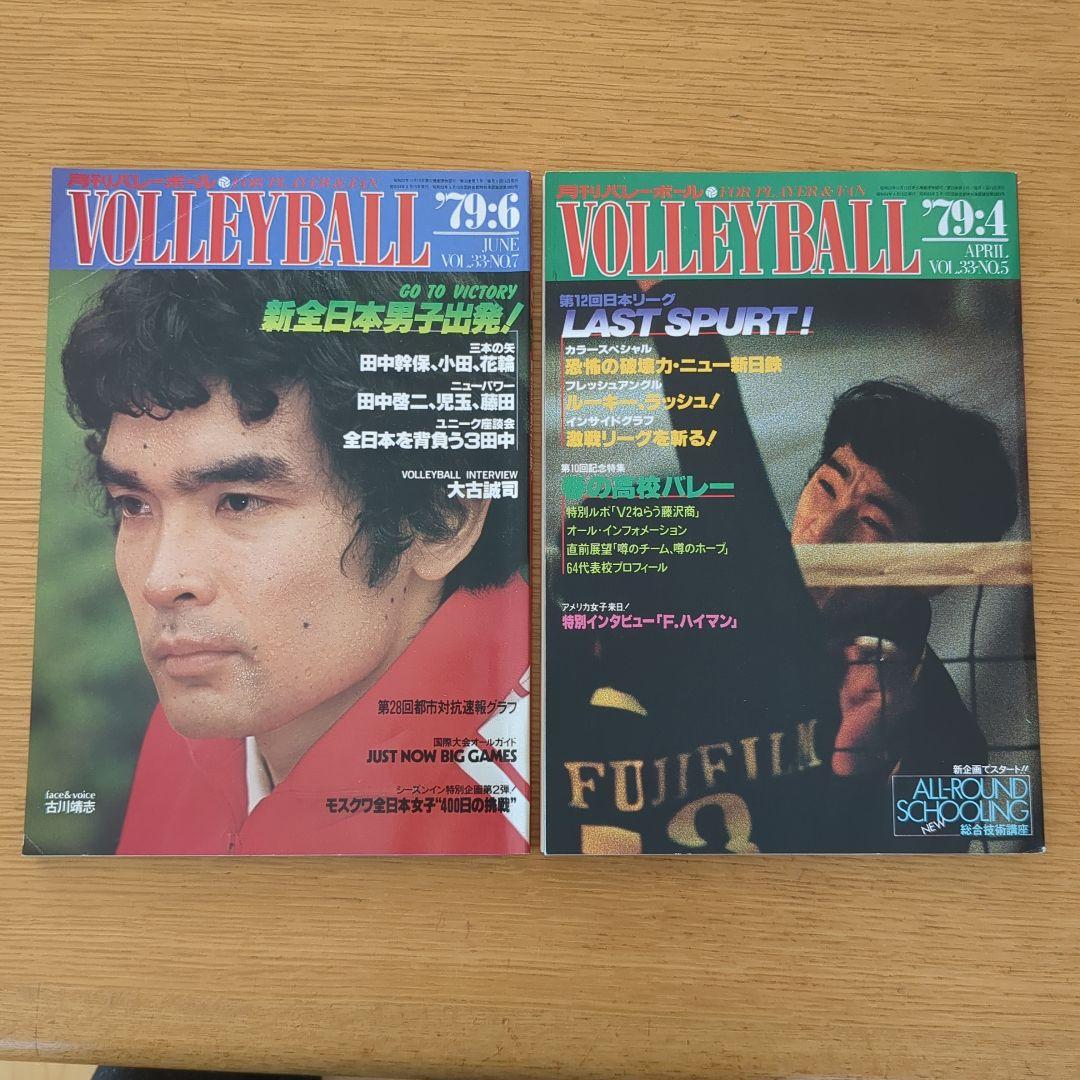 月刊バレーボール FOR PLAYER & FAN
VOLLEYBALL
'79:6
JUNE
VOL.33-NO.7
GO TO VICTORY
新全日本男子出発!
三本の矢
田中幹保、小田、花輪
ニューパワー
田中啓二、児玉、藤田
ユニーク座談会
全日本を背負う3田中
VOLLEYBALL INTERVIEW
大古誠司
第28回都市対抗速報グラフ
国際大会オールガイド
JUST NOW BIG GAMES
シーズンイン特別企画第2弾!
モスクワ全日本女子“400日の挑戦”
face & voice
古川靖志
月刊バレーボール FOR PLAYER & FAN
VOLLEYBALL
'79:4
APRIL
VOL.33-NO.5
第12回日本リーグ
LAST SPURT!
カラースペシャル
恐怖の破壊力・ニュー新日鉄
フレッシュアングル
ルーキー、ラッシュ!
インサイドグラフ
激戦リーグを斬る!
第10回記念特集
春の高校バレー
特別ルポ「V2ねらう藤沢商」
オール・インフォメーション
直前展望「噂のチーム、噂のホープ」
64代表校プロフィール
アメリカ女子来日!
特別インタビュー「F.ハイマン」
FUJIFILM
新企画でスタート!!
ALL-ROUND
SCHOOLING
NEW 総合技術講座